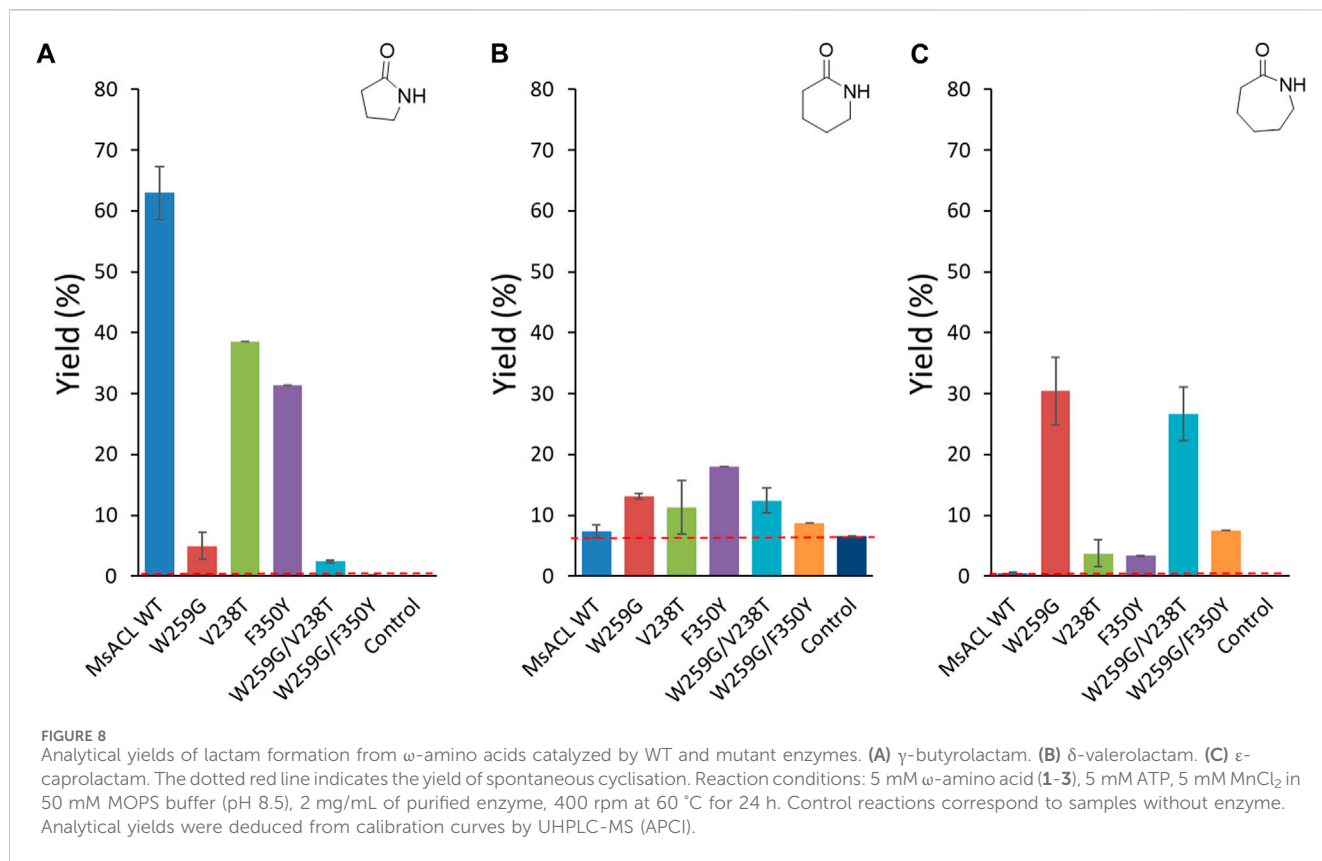 A
O
NH
80
70
60
50
40
30
20
10
0
Yield (%)
MsACL WT
W259G
V238T
F350Y
W259G/V238T
W259G/F350Y
Control
B
O
NH
80
70
60
50
40
30
20
10
0
Yield (%)
MsACL WT
W259G
V238T
F350Y
W259G/V238T
W259G/F350Y
Control
C
O
NH
80
70
60
50
40
30
20
10
0
Yield (%)
MsACL WT
W259G
V238T
F350Y
W259G/V238T
W259G/F350Y
Control
FIGURE 8
Analytical yields of lactam formation from ω-amino acids catalyzed by WT and mutant enzymes. (A) γ-butyrolactam. (B) δ-valerolactam. (C) ε-
caprolactam. The dotted red line indicates the yield of spontaneous cyclisation. Reaction conditions: 5 mM ω-amino acid (1-3), 5 mM ATP, 5 mM MnCl₂ in
50 mM MOPS buffer (pH 8.5), 2 mg/mL of purified enzyme, 400 rpm at 60 °C for 24 h. Control reactions correspond to samples without enzyme.
Analytical yields were deduced from calibration curves by UHPLC-MS (APCI).